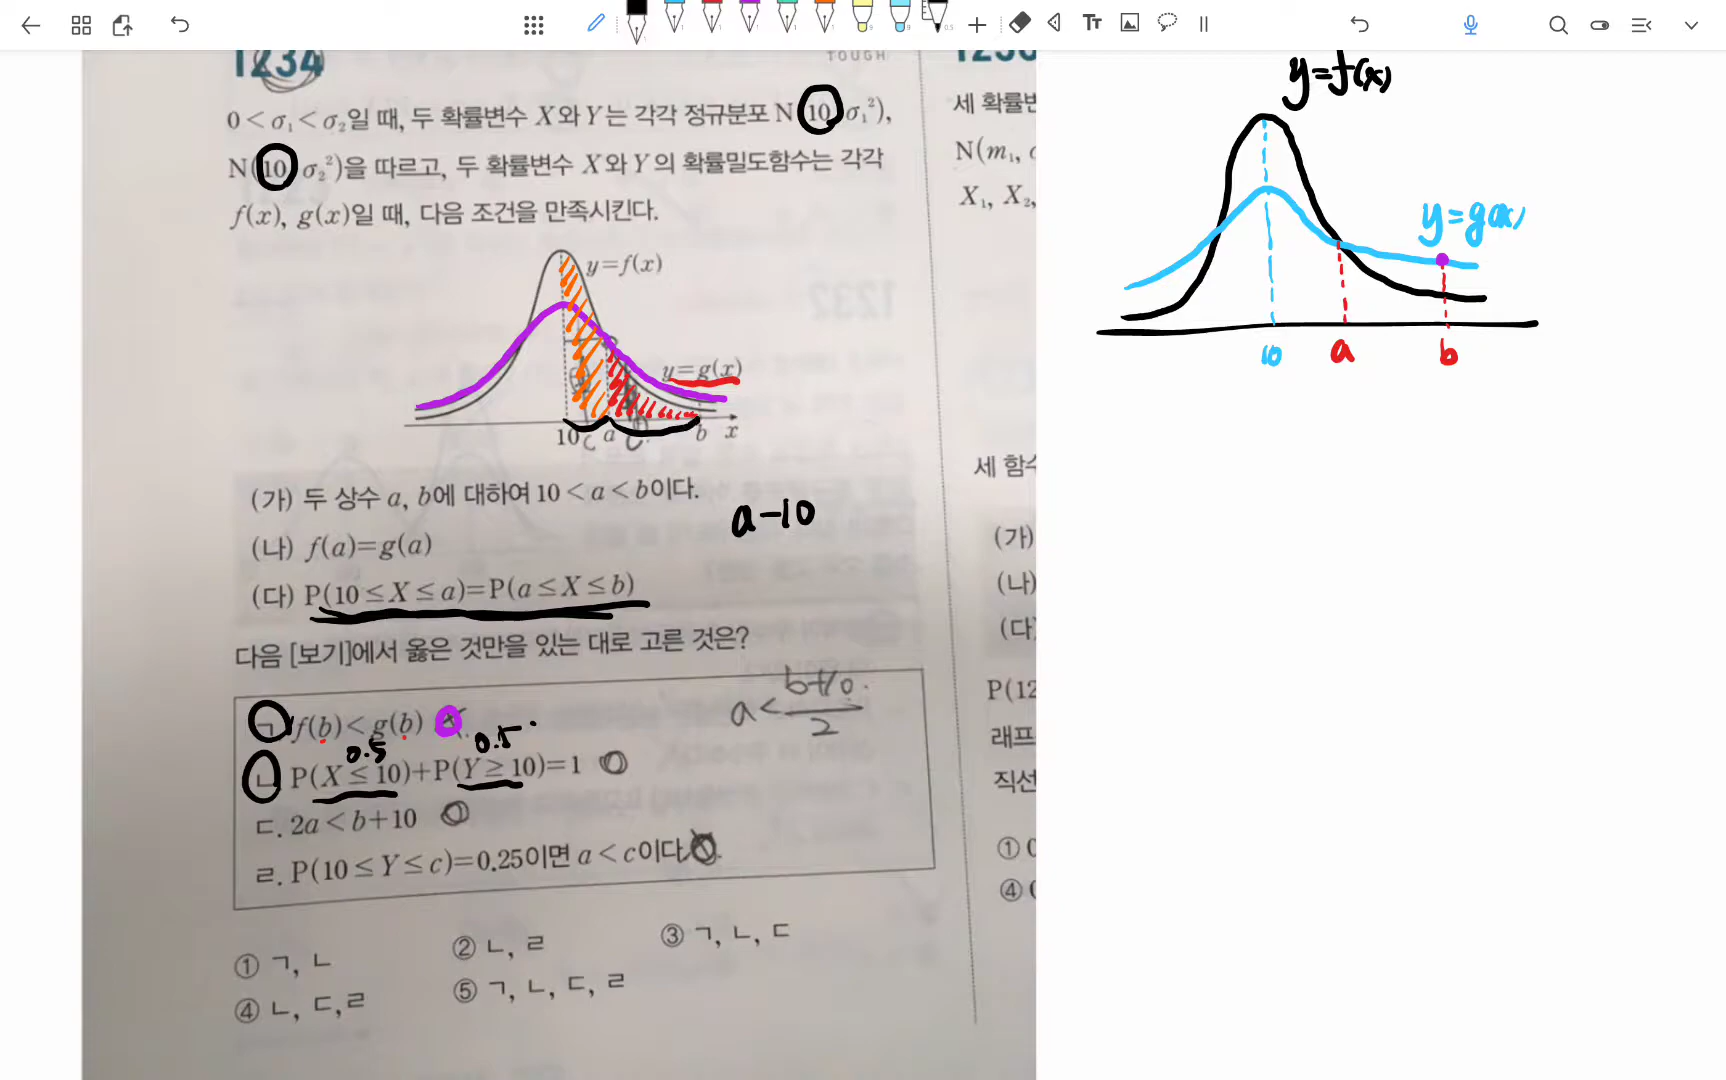 1234
TOUGH
0<σ₁<σ₂일 때, 두 확률변수 X와 Y는 각각 정규분포 N(10, σ₁²),
N(10, σ₂²)을 따르고, 두 확률변수 X와 Y의 확률밀도함수는 각각
f(x), g(x)일 때, 다음 조건을 만족시킨다.
y=f(x)
y=g(x)
10 c a b x
(가) 두 상수 a, b에 대하여 10<a<b이다.
(나) f(a)=g(a)
(다) P(10≤X≤a)=P(a≤X≤b)
a-10
다음 [보기]에서 옳은 것만을 있는 대로 고른 것은?
ㄱ. f(b)<g(b)
0.5 0.5
ㄴ. P(X≤10)+P(Y≥10)=1
ㄷ. 2a<b+10
ㄹ. P(10≤Y≤c)=0.25이면 a<c이다.
a< b+10 / 2
① ㄱ, ㄴ
② ㄴ, ㄹ
③ ㄱ, ㄴ, ㄷ
④ ㄴ, ㄷ, ㄹ
⑤ ㄱ, ㄴ, ㄷ, ㄹ
세 확률변
N(m₁,
X₁, X₂,
세 함수
(가)
(나)
(다)
P(12
래프
직선
① 0
④
y=f(x)
y=g(x)
10 a b